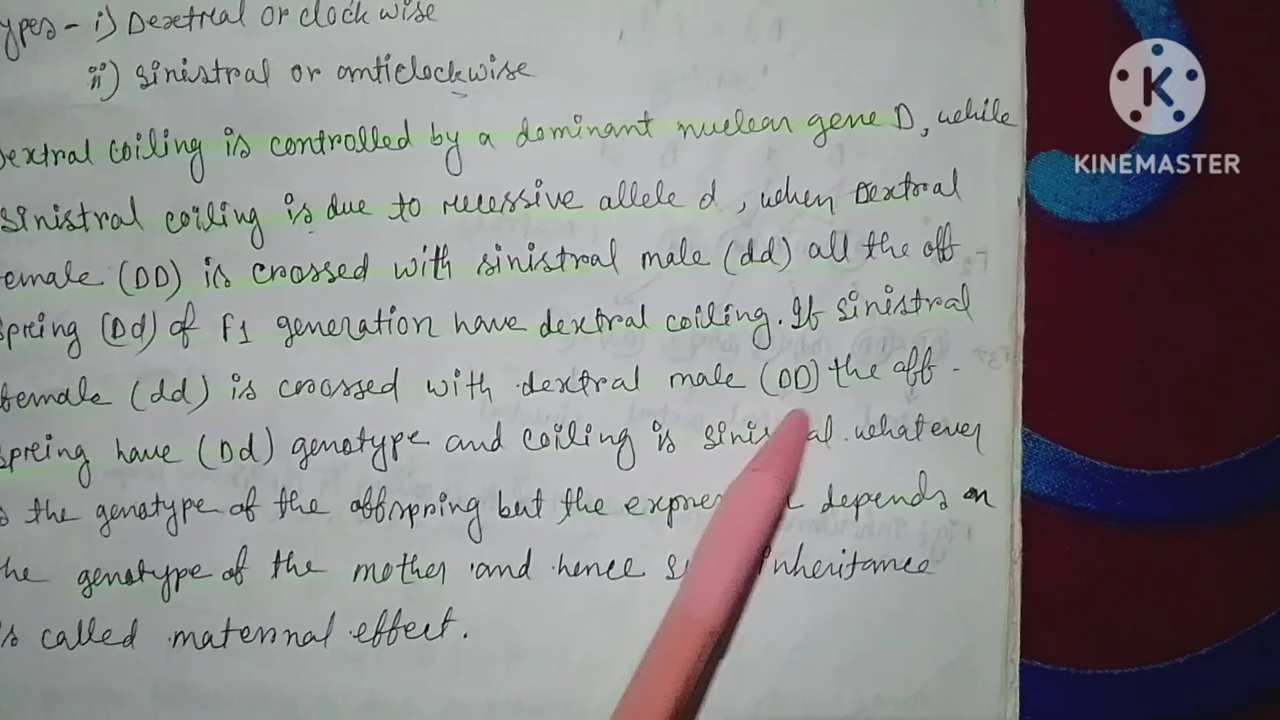 ypes - i) Dextral or clock wise
ii) sinistral or anticlockwise
extral coiling is controlled by a dominant nuclear gene D, while
sinistral coiling is due to recessive allele d, when Dextral
emale (DD) is crossed with sinistral male (dd) all the off
spring (Dd) of F1 generation have dextral coiling. If sinistral
female (dd) is crossed with dextral male (DD) the off-
spring have (Dd) genotype and coiling is sinis al. whatever
s the genotype of the offspring but the expre depends on
he genotype of the mother and hence s inheritance
is called maternal effect.
K
KINEMASTER